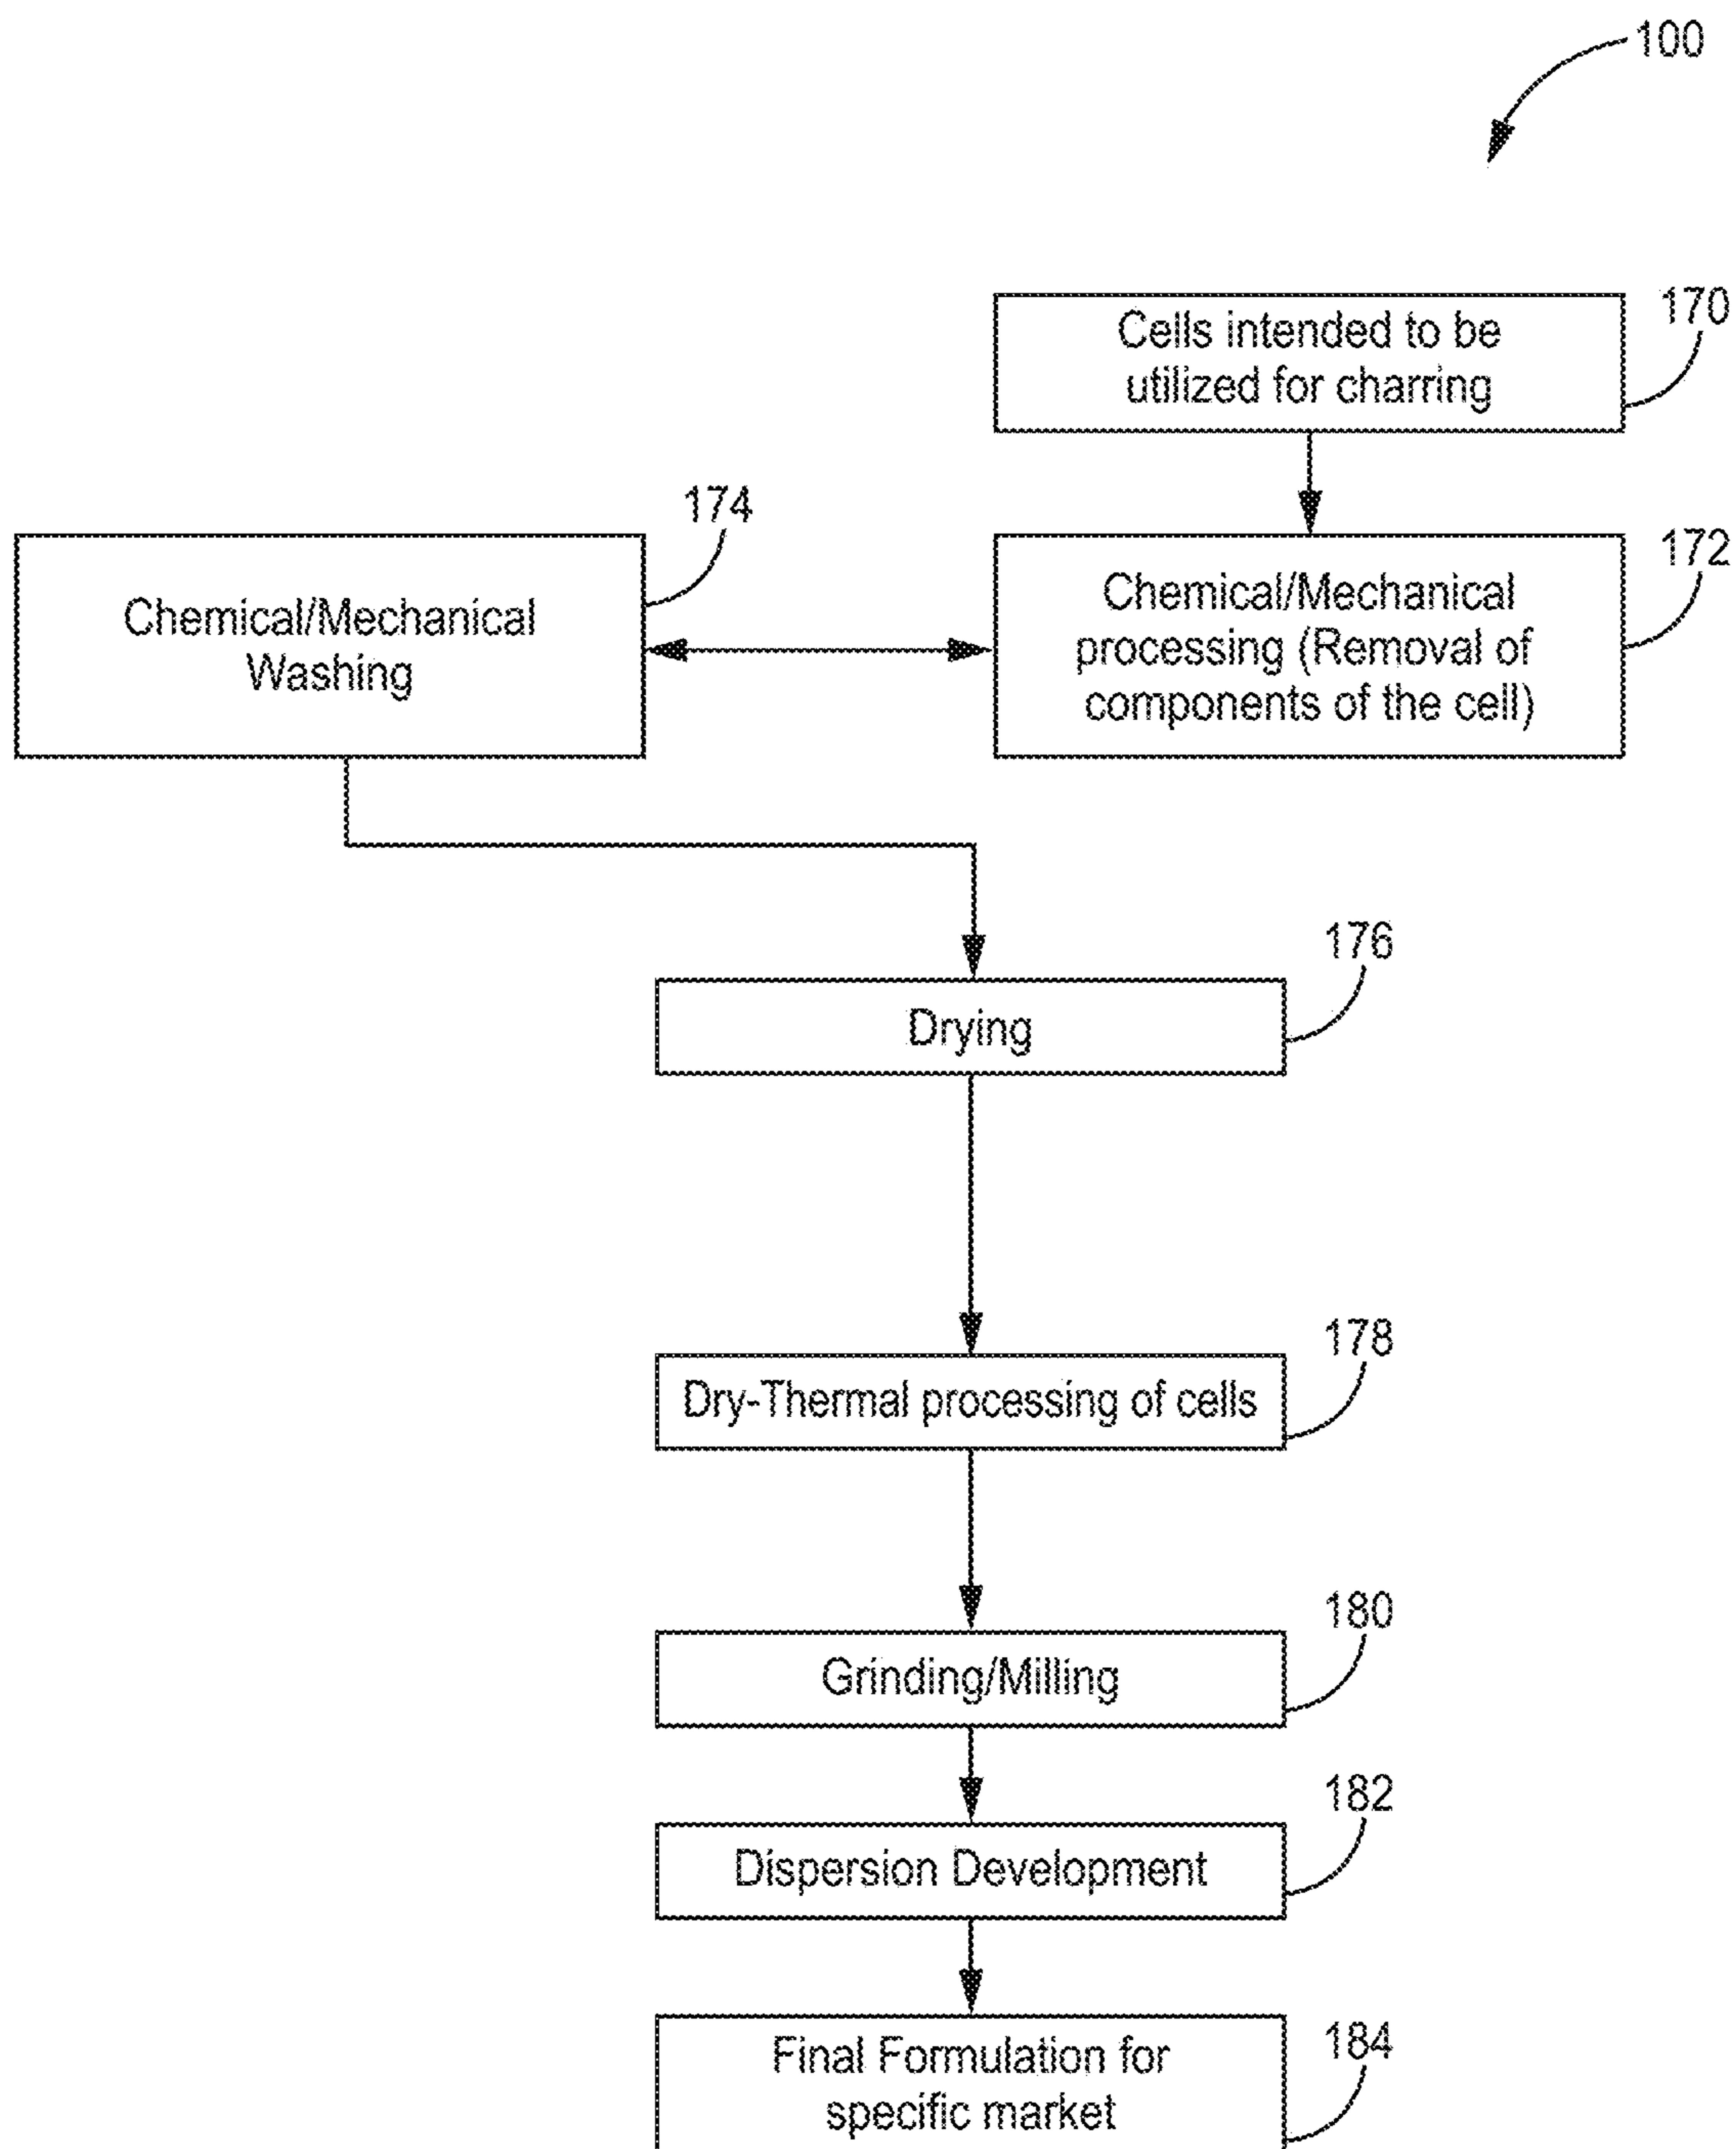 100
Cells intended to be
utilized for charring
170
174
Chemical/Mechanical
Washing
Chemical/Mechanical
processing (Removal of
components of the cell)
172
Drying
176
Dry-Thermal processing of cells
178
Grinding/Milling
180
Dispersion Development
182
Final Formulation for
specific market
184